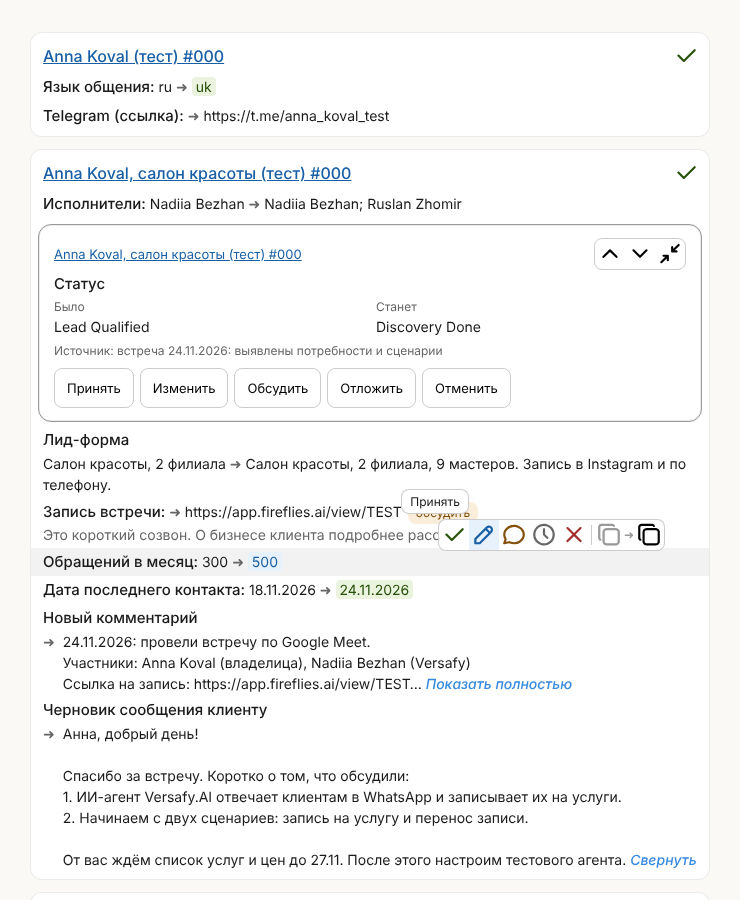 Anna Koval (тест) #000
Язык общения: ru → uk
Telegram (ссылка): → https://t.me/anna_koval_test
Anna Koval, салон красоты (тест) #000
Исполнители: Nadiia Bezhan → Nadiia Bezhan; Ruslan Zhomir
Anna Koval, салон красоты (тест) #000
Статус
Было Станет
Lead Qualified Discovery Done
Источник: встреча 24.11.2026: выявлены потребности и сценарии
Принять Изменить Обсудить Отложить Отменить
Лид-форма
Салон красоты, 2 филиала → Салон красоты, 2 филиала, 9 мастеров. Запись в Instagram и по
телефону.
Принять
Запись встречи: → https://app.fireflies.ai/view/TEST обсудить
Это короткий созвон. О бизнесе клиента подробнее расс
→
Обращений в месяц: 300 → 500
Дата последнего контакта: 18.11.2026 → 24.11.2026
Новый комментарий
→ 24.11.2026: провели встречу по Google Meet.
Участники: Anna Koval (владелица), Nadiia Bezhan (Versafy)
Ссылка на запись: https://app.fireflies.ai/view/TEST... Показать полностью
Черновик сообщения клиенту
→ Анна, добрый день!
Спасибо за встречу. Коротко о том, что обсудили:
1. ИИ-агент Versafy.AI отвечает клиентам в WhatsApp и записывает их на услуги.
2. Начинаем с двух сценариев: запись на услугу и перенос записи.
От вас ждём список услуг и цен до 27.11. После этого настроим тестового агента. Свернуть